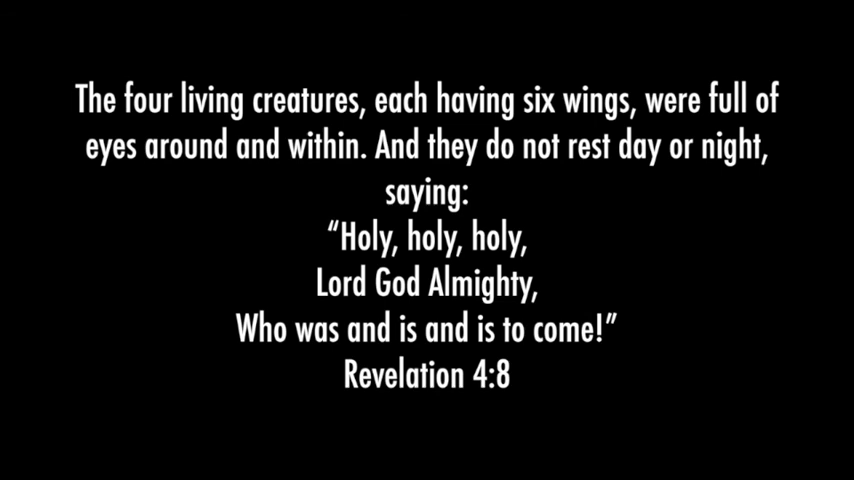 The four living creatures, each having six wings, were full of
eyes around and within. And they do not rest day or night,
saying:
“Holy, holy, holy,
Lord God Almighty,
Who was and is and is to come!”
Revelation 4:8